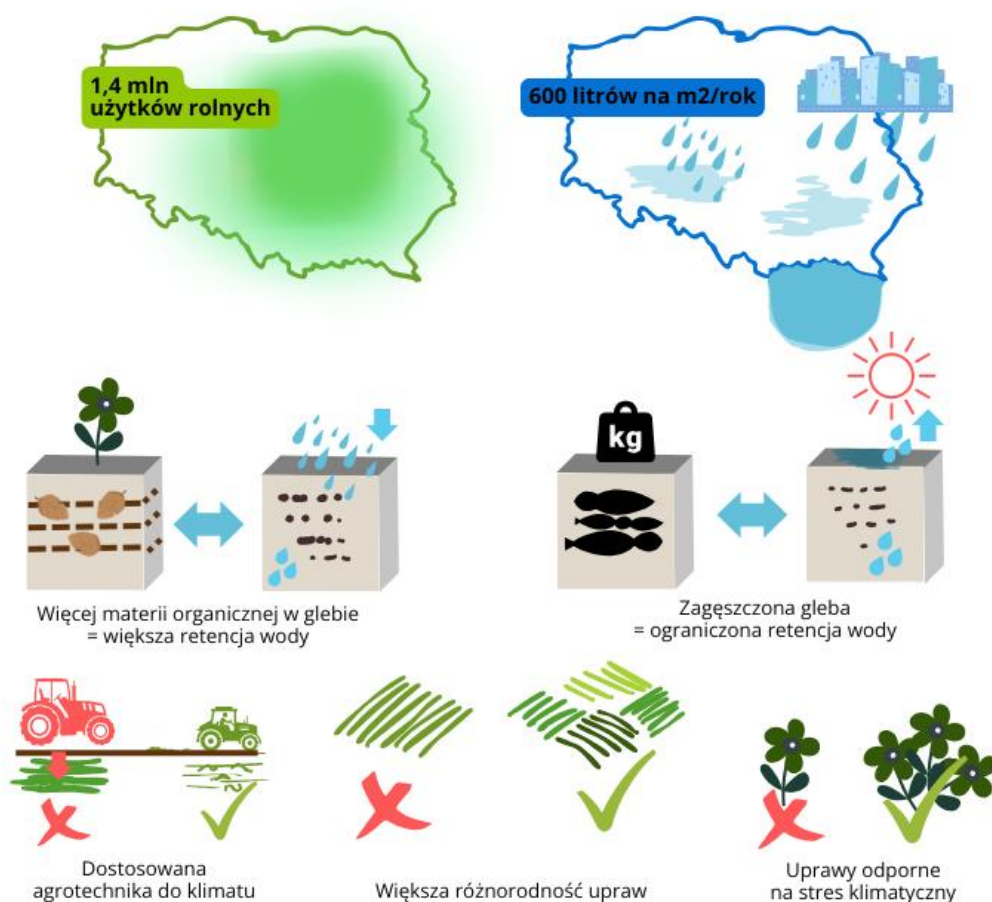 1,4 mln
użytków rolnych
600 litrów na m2/rok
kg
Więcej materii organicznej w glebie
= większa retencja wody
Zagęszczona gleba
= ograniczona retencja wody
Dostosowana
agrotechnika do klimatu
Większa różnorodność upraw
Uprawy odporne
na stres klimatyczny